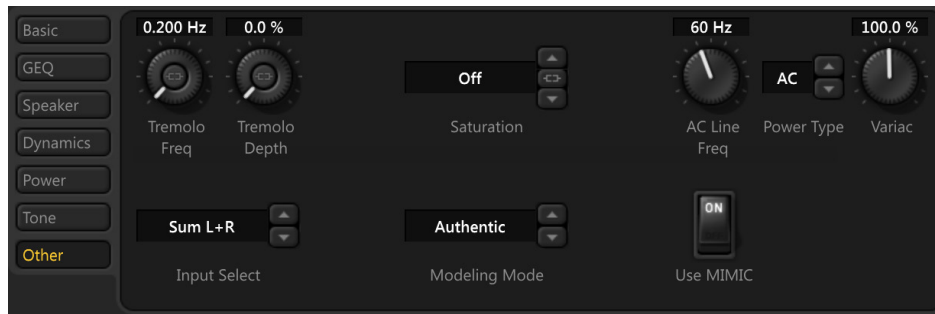 Basic
GEQ
Speaker
Dynamics
Power
Tone
Other
0.200 Hz 0.0 % 60 Hz 100.0 %
Off AC
Tremolo Freq
Tremolo Depth
Saturation
AC Line Freq
Power Type
Variac
Sum L+R
Authentic
ON
Input Select
Modeling Mode
Use MIMIC